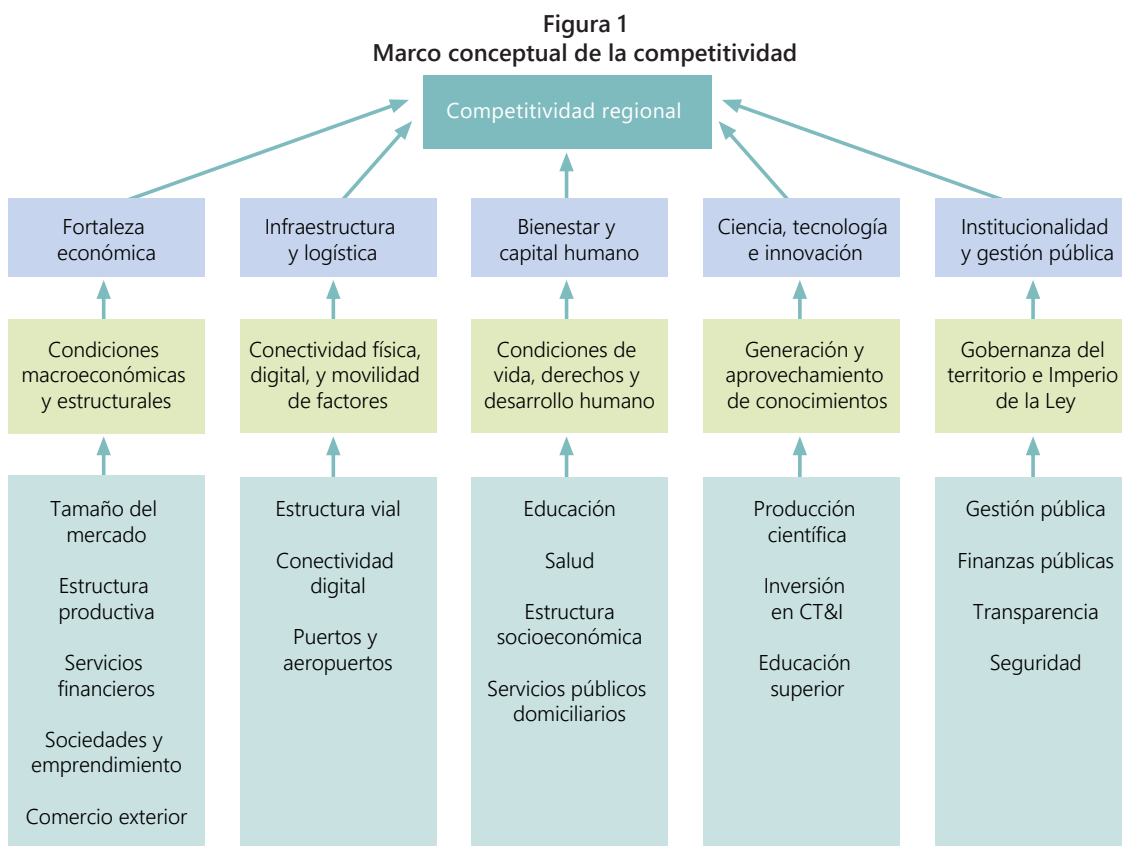 Figura 1
Marco conceptual de la competitividad
Competitividad regional
Fortaleza
económica
Infraestructura
y logística
Bienestar y
capital humano
Ciencia, tecnología
e innovación
Institucionalidad
y gestión pública
Condiciones
macroeconómicas
y estructurales
Conectividad física,
digital, y movilidad
de factores
Condiciones de
vida, derechos y
desarrollo humano
Generación y
aprovechamiento
de conocimientos
Gobernanza del
territorio e Imperio
de la Ley
Tamaño del
mercado
Estructura
productiva
Servicios
financieros
Sociedades y
emprendimiento
Comercio exterior
Estructura vial
Conectividad
digital
Puertos y
aeropuertos
Educación
Salud
Estructura
socioeconómica
Servicios públicos
domiciliarios
Producción
científica
Inversión
en CT&I
Educación
superior
Gestión pública
Finanzas públicas
Transparencia
Seguridad